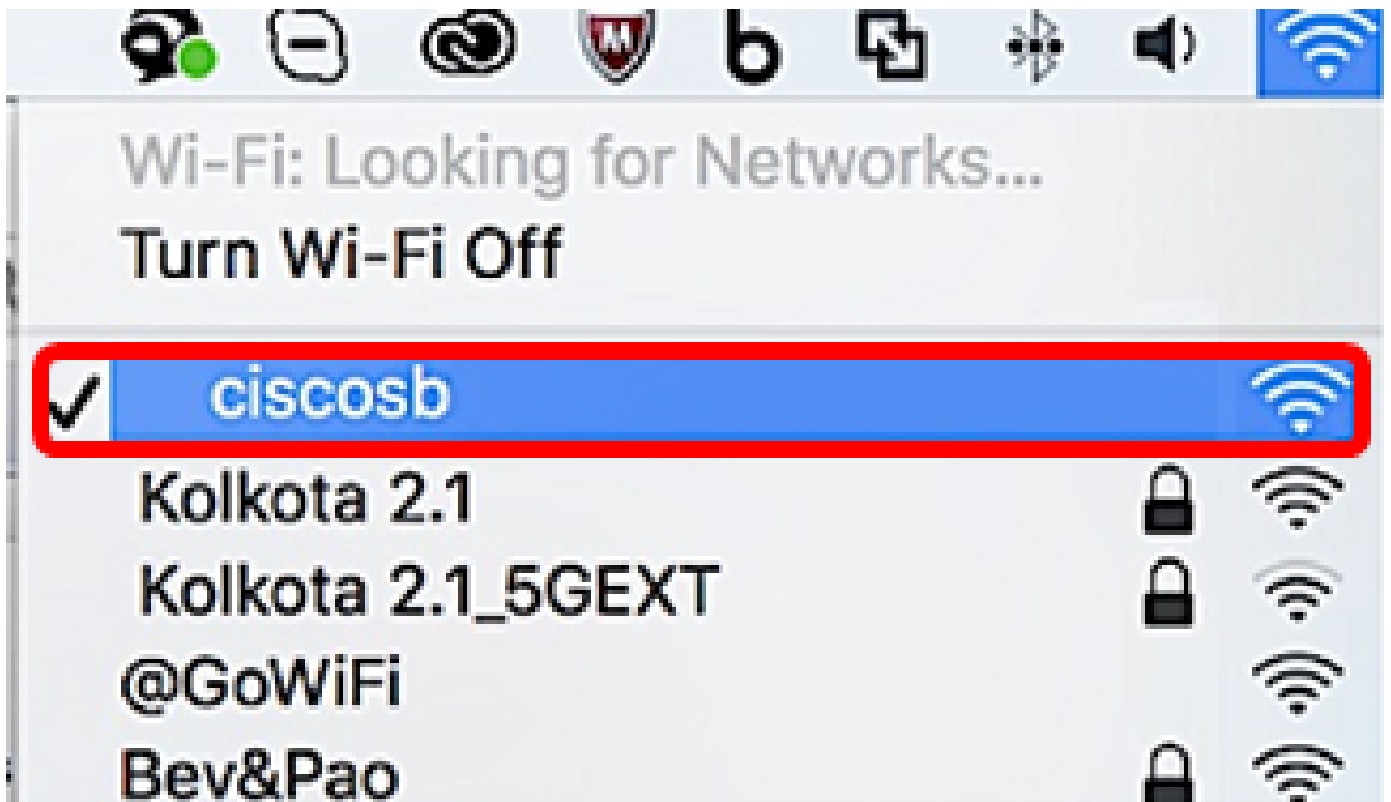 Wi-Fi: Looking for Networks...
Turn Wi-Fi Off
ciscosb
Kolkota 2.1
Kolkota 2.1_5GEXT
@GoWiFi
Bev&Pao